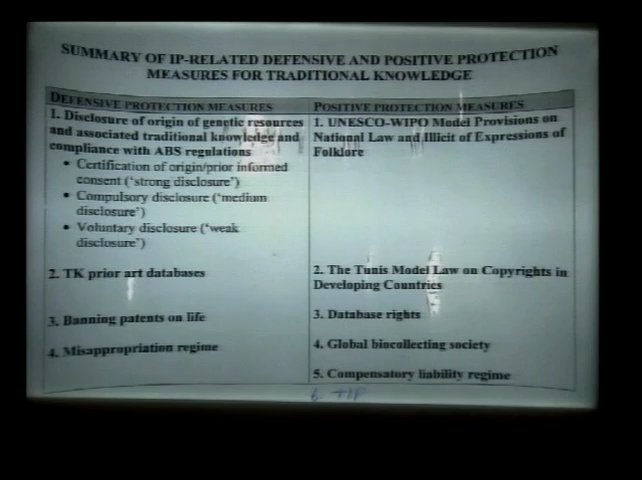 SUMMARY OF IP-RELATED DEFENSIVE AND POSITIVE PROTECTION
MEASURES FOR TRADITIONAL KNOWLEDGE
DEFENSIVE PROTECTION MEASURES
1. Disclosure of origin of genetic resources
and associated traditional knowledge and
compliance with ABS regulations
• Certification of origin/prior informed
consent (‘strong disclosure’)
• Compulsory disclosure (‘medium
disclosure’)
• Voluntary disclosure (‘weak
disclosure’)
2. TK prior art databases
3. Banning patents on life
4. Misappropriation regime
POSITIVE PROTECTION MEASURES
1. UNESCO-WIPO Model Provisions on
National Law and Illicit of Expressions of
Folklore
2. The Tunis Model Law on Copyrights in
Developing Countries
3. Database rights
4. Global biocollecting society
5. Compensatory liability regime
6.